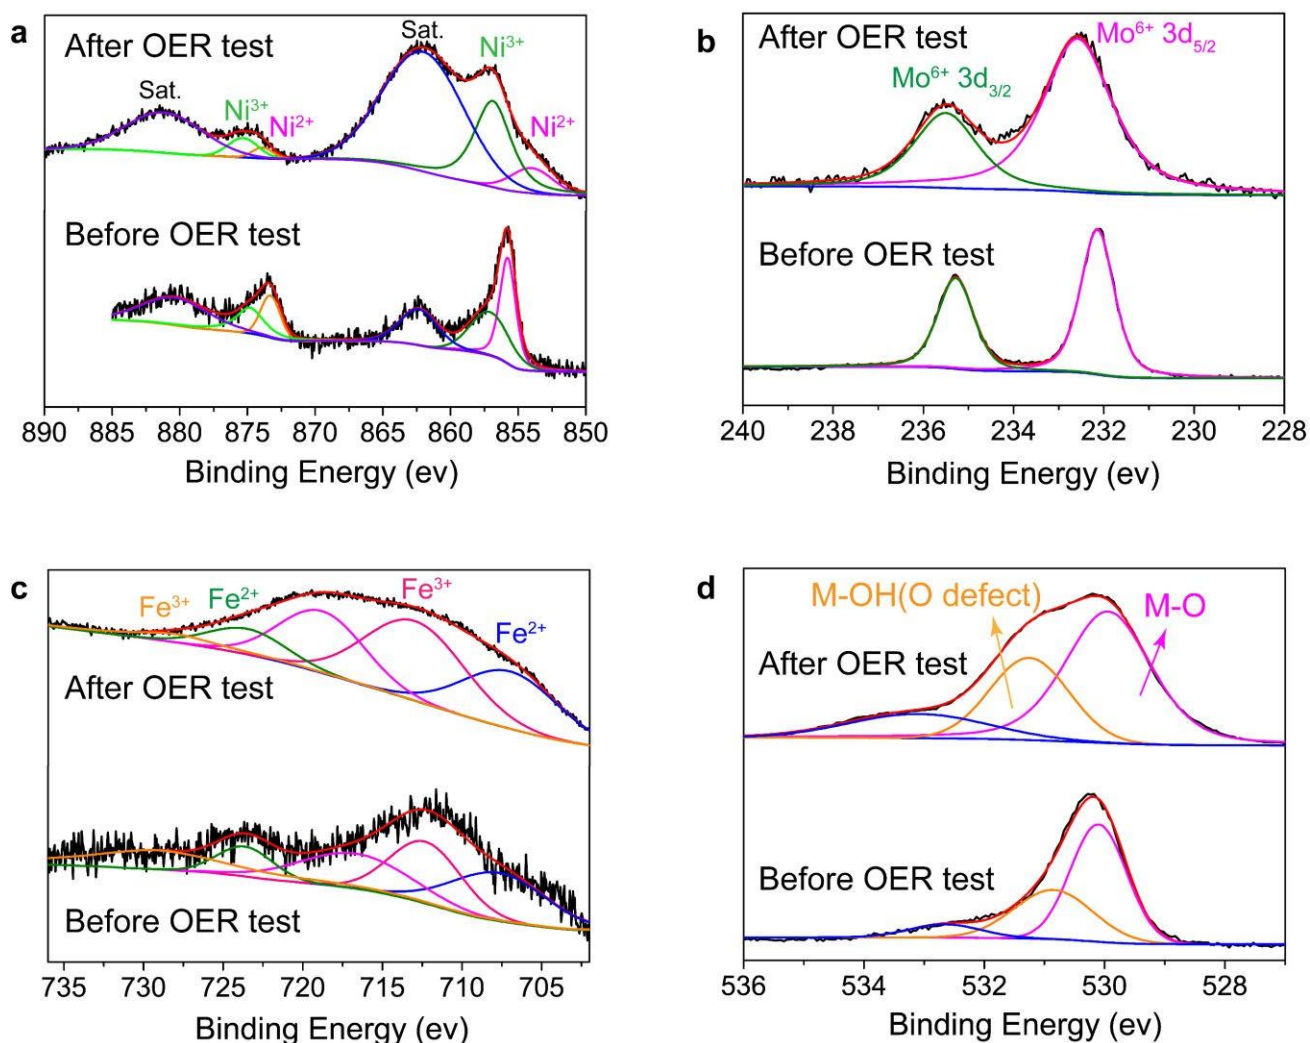 a
After OER test
Sat.
Ni³⁺
Sat.
Ni³⁺
Ni²⁺
Ni²⁺
Before OER test
890 885 880 875 870 865 860 855 850
Binding Energy (ev)
b
After OER test
Mo⁶⁺ 3d₅/₂
Mo⁶⁺ 3d₃/₂
Before OER test
240 238 236 234 232 230 228
Binding Energy (ev)
c
Fe³⁺ Fe²⁺ Fe³⁺
Fe²⁺
After OER test
Before OER test
735 730 725 720 715 710 705
Binding Energy (ev)
d
M-OH(O defect) M-O
After OER test
Before OER test
536 534 532 530 528
Binding Energy (ev)